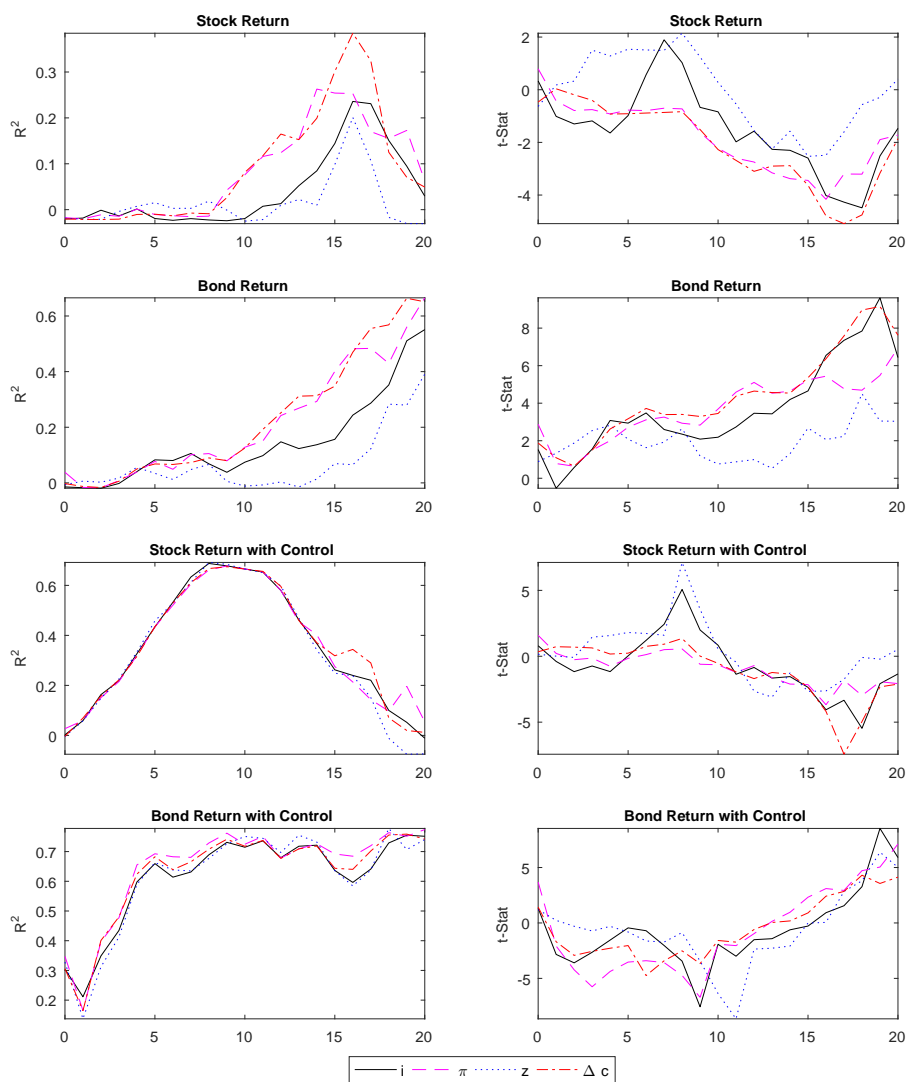 Stock Return
Stock Return
R²
0.3
0.2
0.1
0
0 5 10 15 20
t-Stat
2
0
-2
-4
0 5 10 15 20
Bond Return
Bond Return
R²
0.6
0.4
0.2
0
0 5 10 15 20
t-Stat
8
6
4
2
0
0 5 10 15 20
Stock Return with Control
Stock Return with Control
R²
0.6
0.4
0.2
0
0 5 10 15 20
t-Stat
5
0
-5
0 5 10 15 20
Bond Return with Control
Bond Return with Control
R²
0.7
0.6
0.5
0.4
0.3
0.2
0 5 10 15 20
t-Stat
5
0
-5
0 5 10 15 20
i π z Δ c